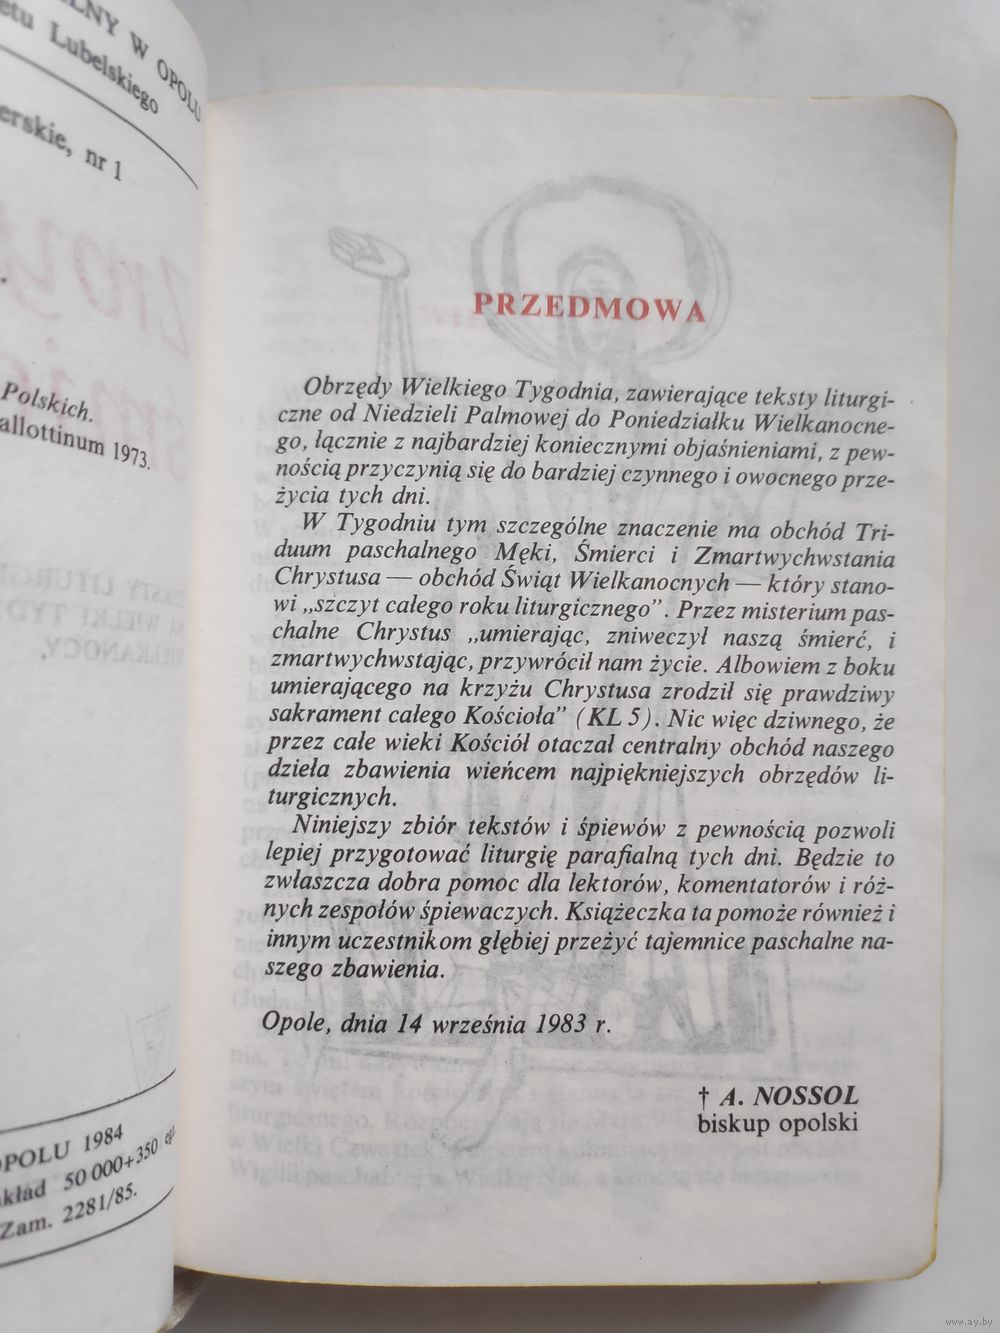 LNY W OPOLU
etu Lubelskiego
erskie, nr 1
Polskich.
allottinum 1973.
OPOLU 1984
kład 50 000+350 eg
Zam. 2281/85.
PRZEDMOWA
Obrzędy Wielkiego Tygodnia, zawierające teksty liturgi-
czne od Niedzieli Palmowej do Poniedziałku Wielkanocne-
go, łącznie z najbardziej koniecznymi objaśnieniami, z pew-
nością przyczynią się do bardziej czynnego i owocnego prze-
życia tych dni.
W Tygodniu tym szczególne znaczenie ma obchód Tri-
duum paschalnego Męki, Śmierci i Zmartwychwstania
Chrystusa — obchód Świąt Wielkanocnych — który stano-
wi „szczyt całego roku liturgicznego”. Przez misterium pas-
chalne Chrystus „umierając, zniweczył naszą śmierć, i
zmartwychwstając, przywrócił nam życie. Albowiem z boku
umierającego na krzyżu Chrystusa zrodził się prawdziwy
sakrament całego Kościoła” (KL 5). Nic więc dziwnego, że
przez całe wieki Kościół otaczał centralny obchód naszego
dzieła zbawienia wieńcem najpiękniejszych obrzędów li-
turgicznych.
Niniejszy zbiór tekstów i śpiewów z pewnością pozwoli
lepiej przygotować liturgię parafialną tych dni. Będzie to
zwłaszcza dobra pomoc dla lektorów, komentatorów i róż-
nych zespołów śpiewaczych. Książeczka ta pomoże również i
innym uczestnikom głębiej przeżyć tajemnice paschalne na-
szego zbawienia.
Opole, dnia 14 września 1983 r.
† A. NOSSOL
biskup opolski
www.ay.by